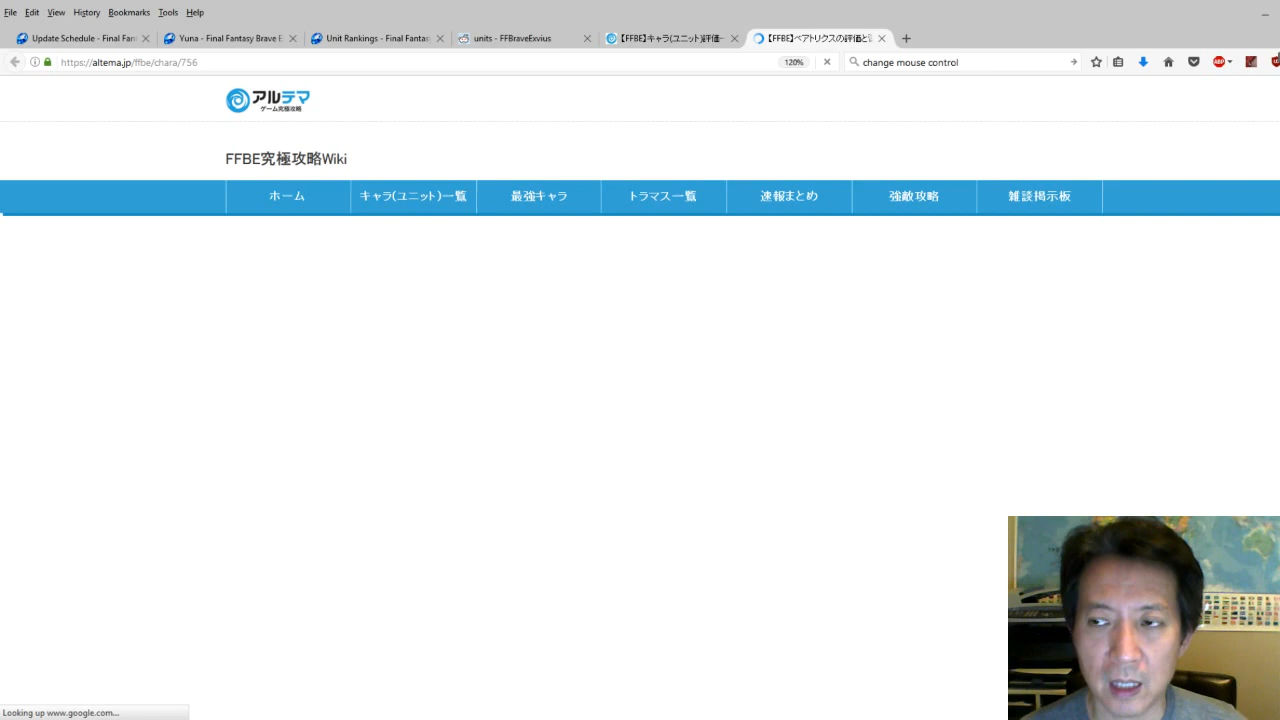 File Edit View History Bookmarks Tools Help
Update Schedule - Final Fan
Yuna - Final Fantasy Brave E
Unit Rankings - Final Fantasy
units - FFBraveExvius
【FFBE】キャラ(ユニット)評価一
【FFBE】ベアトリクスの評価と
https://altema.jp/ffbe/chara/756
120%
change mouse control
ABP
アルテマ
ゲーム究極攻略
FFBE究極攻略Wiki
ホーム キャラ(ユニット)一覧 最強キャラ トラマス一覧 速報まとめ 強敵攻略 雑談掲示板
Looking up www.google.com...